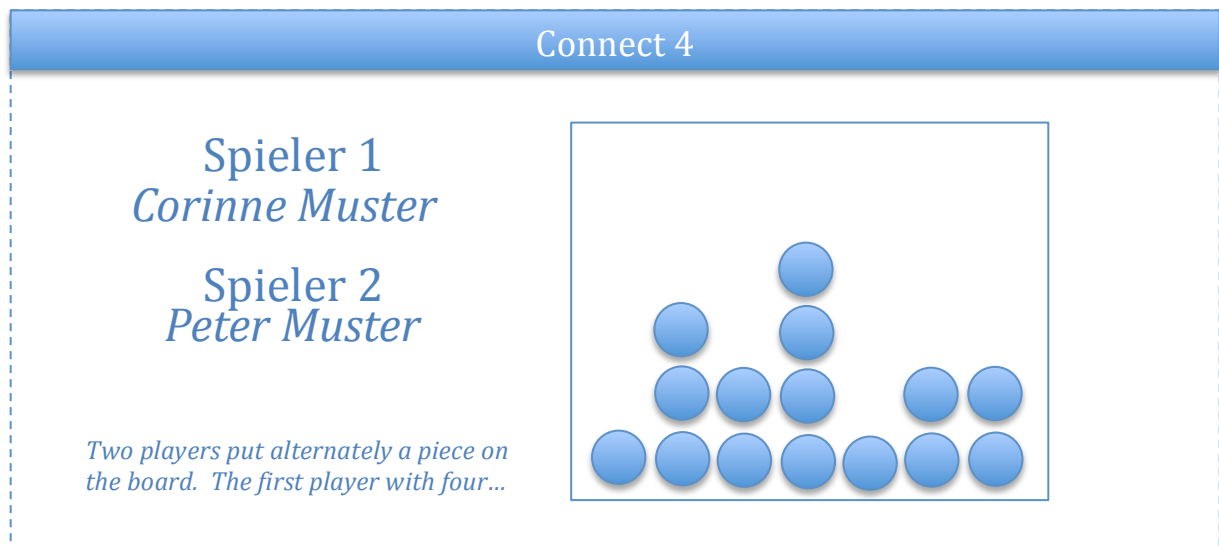 Connect 4
Spieler 1
Corinne Muster
Spieler 2
Peter Muster
Two players put alternately a piece on
the board.  The first player with four…